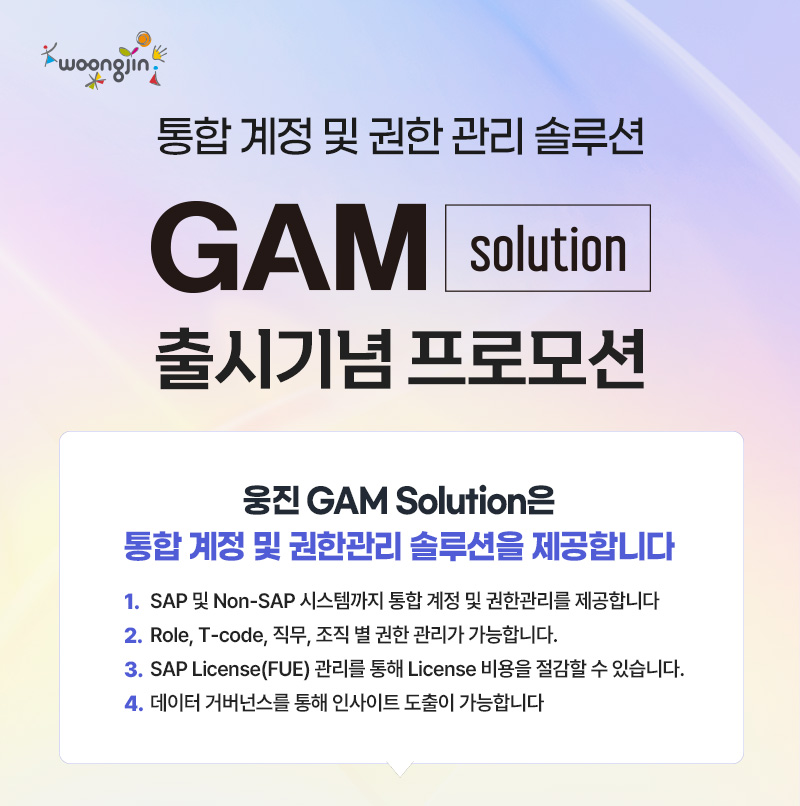 woongjin
통합 계정 및 권한 관리 솔루션
GAM solution
출시기념 프로모션
웅진 GAM Solution은
통합 계정 및 권한관리 솔루션을 제공합니다
1. SAP 및 Non-SAP 시스템까지 통합 계정 및 권한관리를 제공합니다
2. Role, T-code, 직무, 조직 별 권한 관리가 가능합니다.
3. SAP License(FUE) 관리를 통해 License 비용을 절감할 수 있습니다.
4. 데이터 거버넌스를 통해 인사이트 도출이 가능합니다